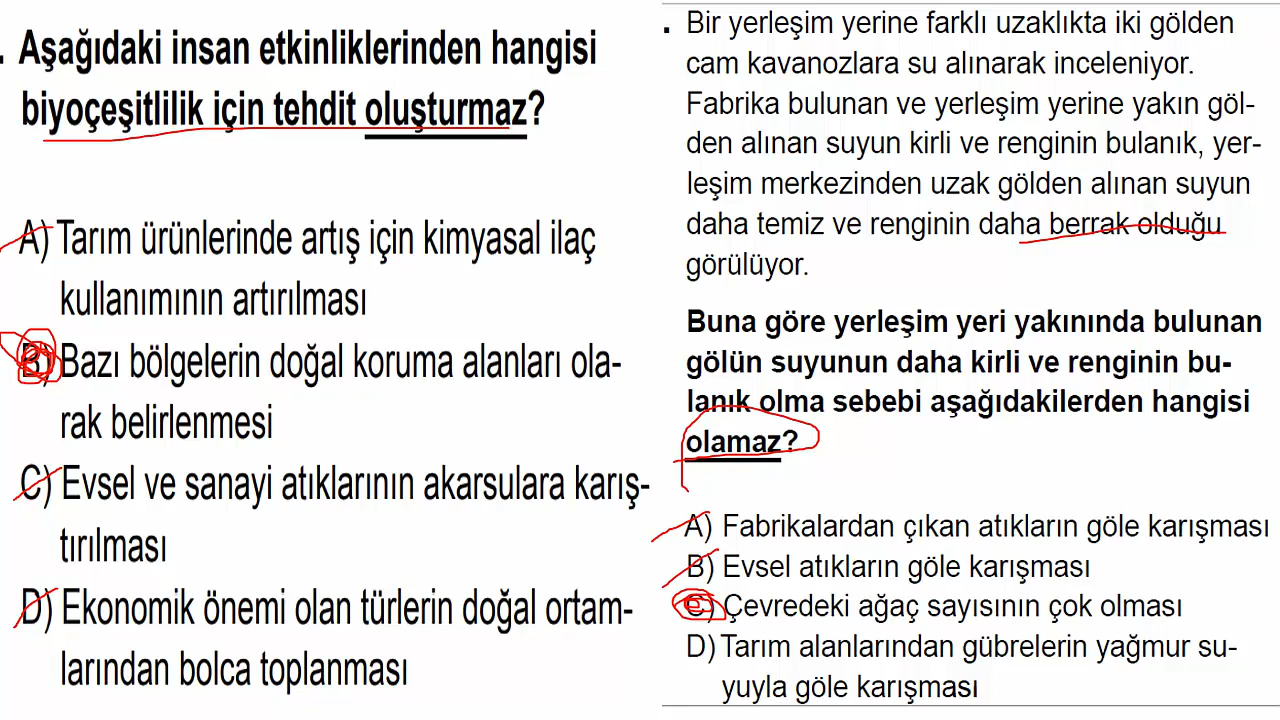 . Aşağıdaki insan etkinliklerinden hangisi
biyoçeşitlilik için tehdit oluşturmaz?
A) Tarım ürünlerinde artış için kimyasal ilaç
kullanımının artırılması
B) Bazı bölgelerin doğal koruma alanları ola-
rak belirlenmesi
C) Evsel ve sanayi atıklarının akarsulara karış-
tırılması
D) Ekonomik önemi olan türlerin doğal ortam-
larından bolca toplanması
. Bir yerleşim yerine farklı uzaklıkta iki gölden
cam kavanozlara su alınarak inceleniyor.
Fabrika bulunan ve yerleşim yerine yakın göl-
den alınan suyun kirli ve renginin bulanık, yer-
leşim merkezinden uzak gölden alınan suyun
daha temiz ve renginin daha berrak olduğu
görülüyor.
Buna göre yerleşim yeri yakınında bulunan
gölün suyunun daha kirli ve renginin bu-
lanık olma sebebi aşağıdakilerden hangisi
olamaz?
A) Fabrikalardan çıkan atıkların göle karışması
B) Evsel atıkların göle karışması
C) Çevredeki ağaç sayısının çok olması
D) Tarım alanlarından gübrelerin yağmur su-
yuyla göle karışması